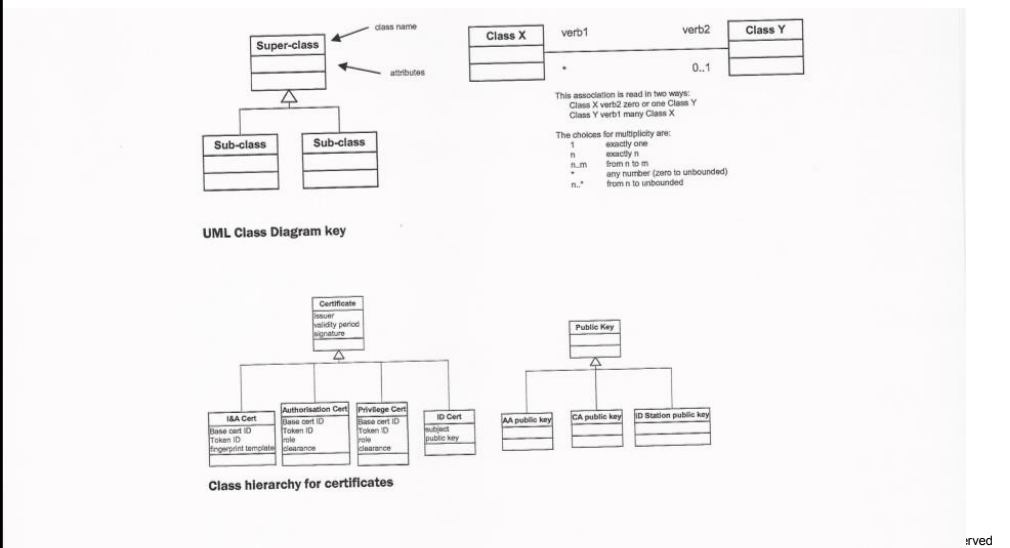 class name
Super-class
attributes
Sub-class
Sub-class
UML Class Diagram key
Class X
verb1
verb2
Class Y
*
0..1
This association is read in two ways:
Class X verb2 zero or one Class Y
Class Y verb1 many Class X
The choices for multiplicity are:
1 exactly one
n exactly n
n..m from n to m
* any number (zero to unbounded)
n..* from n to unbounded
Certificate
issuer
validity period
signature
I&A Cert
Base cert ID
Token ID
fingerprint template
Authorisation Cert
Base cert ID
Token ID
role
clearance
Privilege Cert
Base cert ID
Token ID
role
clearance
ID Cert
subject
public key
Public Key
AA public key
CA public key
ID Station public key
Class hierarchy for certificates
erved